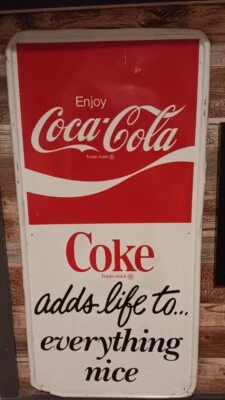 Enjoy
Coca-Cola
Trade-mark ®
Coke
Trade-mark ®
adds life to...
everything
nice